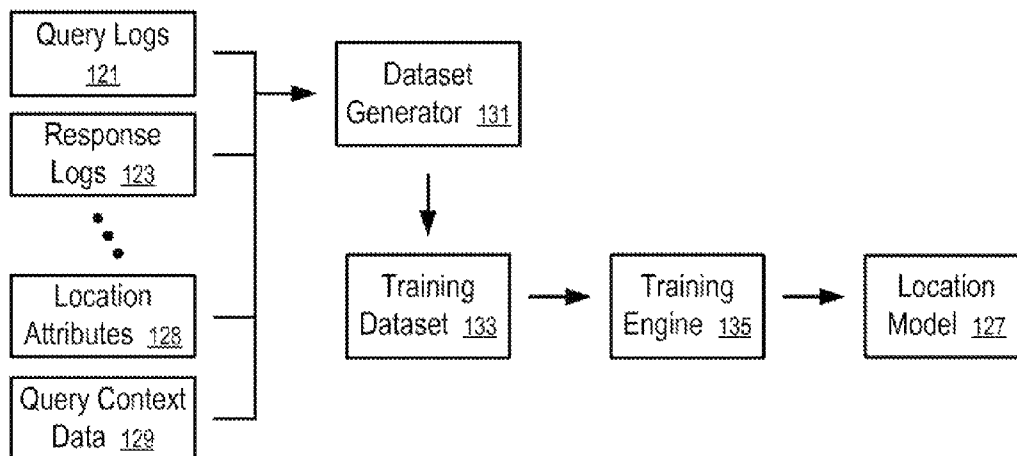 Query Logs
121
Response
Logs 123
Location
Attributes 128
Query Context
Data 129
Dataset
Generator 131
Training
Dataset 133
Training
Engine 135
Location
Model 127